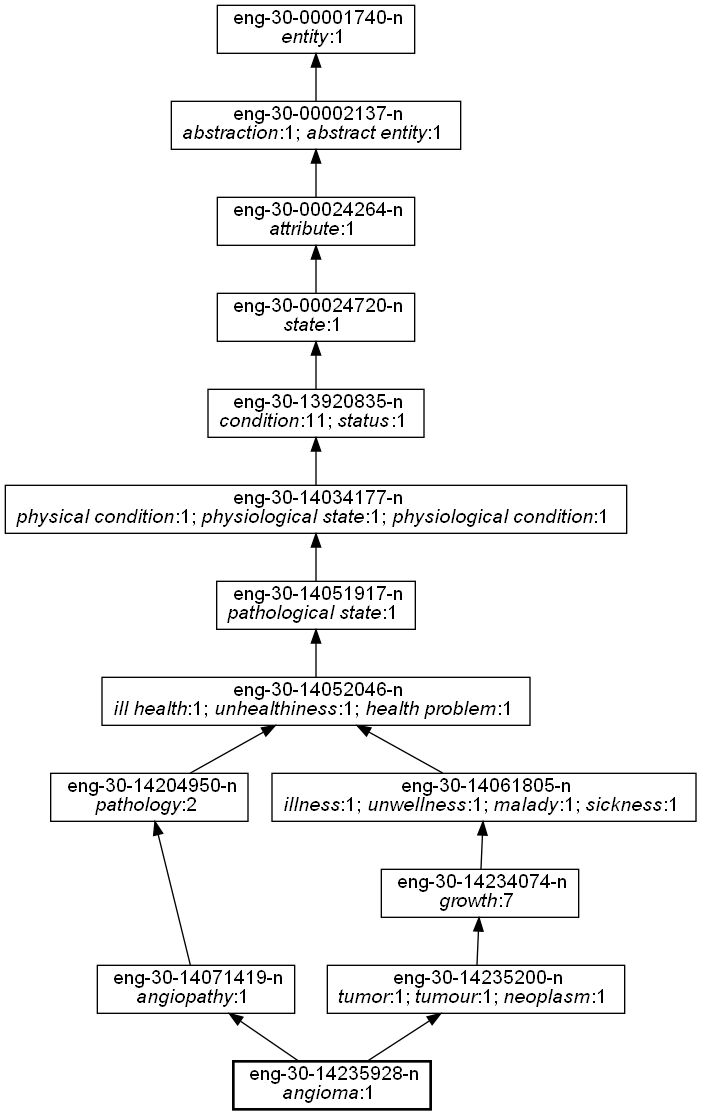 eng-30-00001740-n
entity:1
eng-30-00002137-n
abstraction:1; abstract entity:1
eng-30-00024264-n
attribute:1
eng-30-00024720-n
state:1
eng-30-13920835-n
condition:11; status:1
eng-30-14034177-n
physical condition:1; physiological state:1; physiological condition:1
eng-30-14051917-n
pathological state:1
eng-30-14052046-n
ill health:1; unhealthiness:1; health problem:1
eng-30-14204950-n
pathology:2
eng-30-14061805-n
illness:1; unwellness:1; malady:1; sickness:1
eng-30-14234074-n
growth:7
eng-30-14071419-n
angiopathy:1
eng-30-14235200-n
tumor:1; tumour:1; neoplasm:1
eng-30-14235928-n
angioma:1